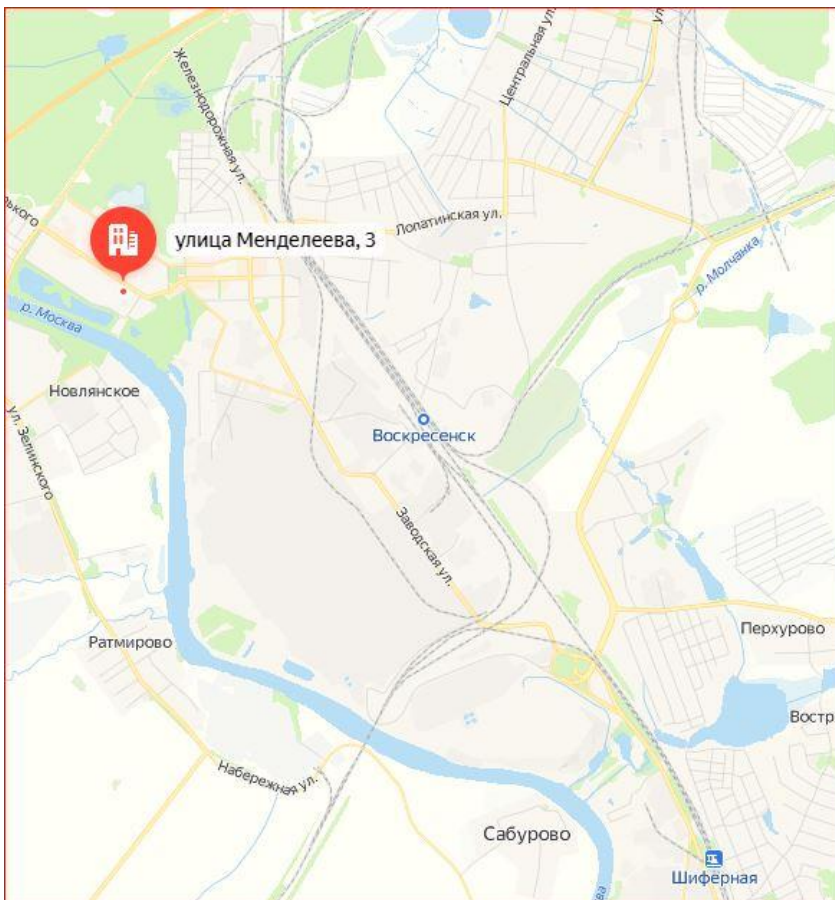 Железнодорожная ул.
Центральная ул.
ул.
Лопатинская ул.
р. Молчанка
улица Менделеева, 3
р. Москва
Новлянское
ул. Зелинского
Воскресенск
Заводская ул.
Ратмирово
Перхурово
Востр
Набережная ул.
Сабурово
Шиферная